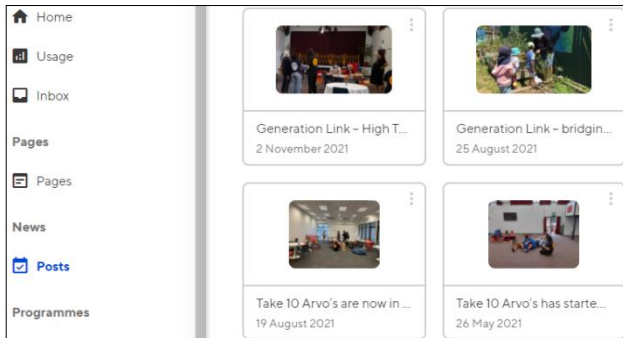 Home
Usage
Inbox
Pages
Pages
News
Posts
Programmes
Generation Link – High T...
2 November 2021
Generation Link – bridgin...
25 August 2021
Take 10 Arvo's are now in ...
19 August 2021
Take 10 Arvo's has starte...
26 May 2021